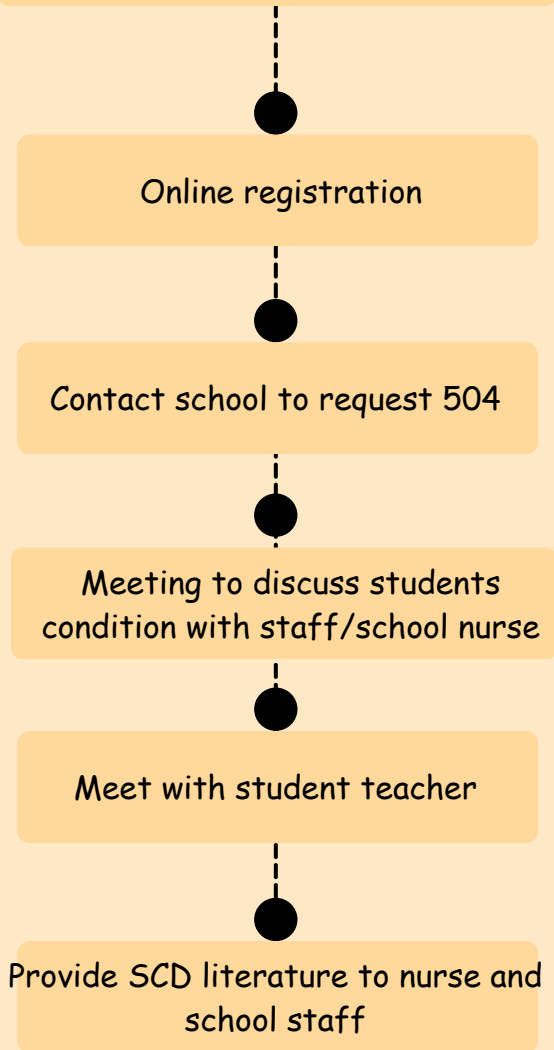 Online registration
Contact school to request 504
Meeting to discuss students
condition with staff/school nurse
Meet with student teacher
Provide SCD literature to nurse and
school staff